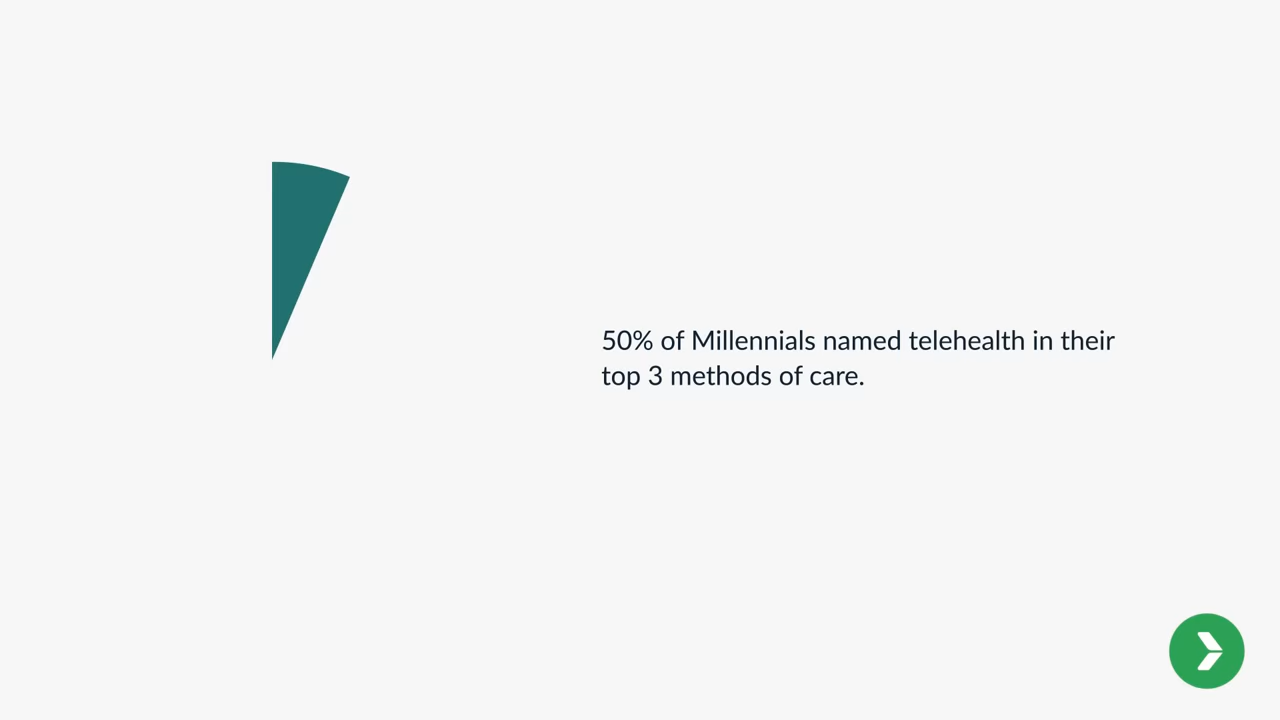 50% of Millennials named telehealth in their
top 3 methods of care.